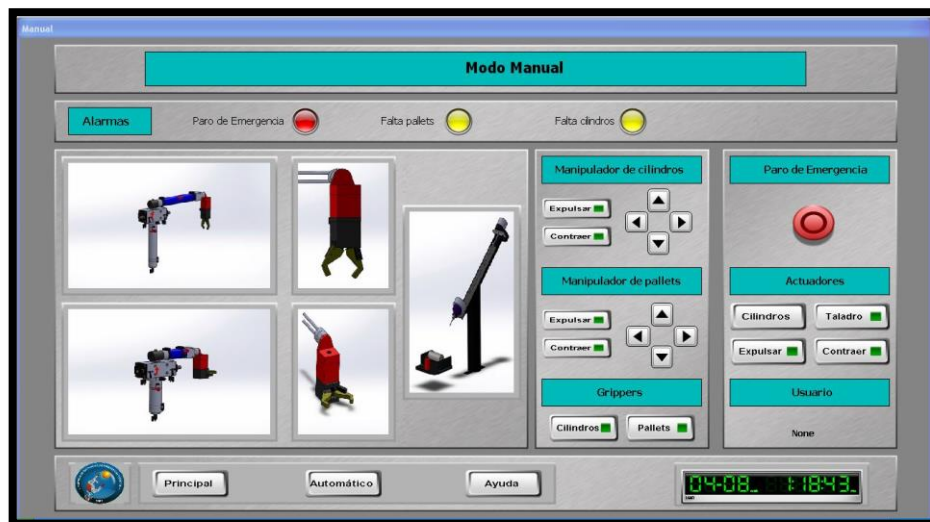 Manual
Modo Manual
Alarmas
Paro de Emergencia
Falta pallets
Falta cilindros
Manipulador de cilindros
Expulsar
Contraer
Manipulador de pallets
Expulsar
Contraer
Grippers
Cilindros
Pallets
Paro de Emergencia
Actuadores
Cilindros
Taladro
Expulsar
Contraer
Usuario
None
Principal
Automático
Ayuda
04-08_ 1:18:43_